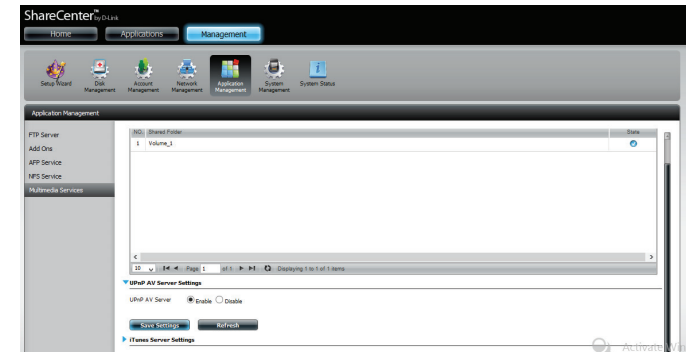 ShareCenter by D-Link
Home Applications Management
Setup Wizard Disk Management Account Management Network Management Application Management System Management System Status
Application Management
FTP Server
Add Ons
AFP Service
NFS Service
Multimedia Services
NO. Shared Folder State
1 Volume_1
10 Page 1 of 1 Displaying 1 to 1 of 1 items
UPnP AV Server Settings
UPnP AV Server Enable Disable
Save Settings Refresh
iTunes Server Settings
Activate Win